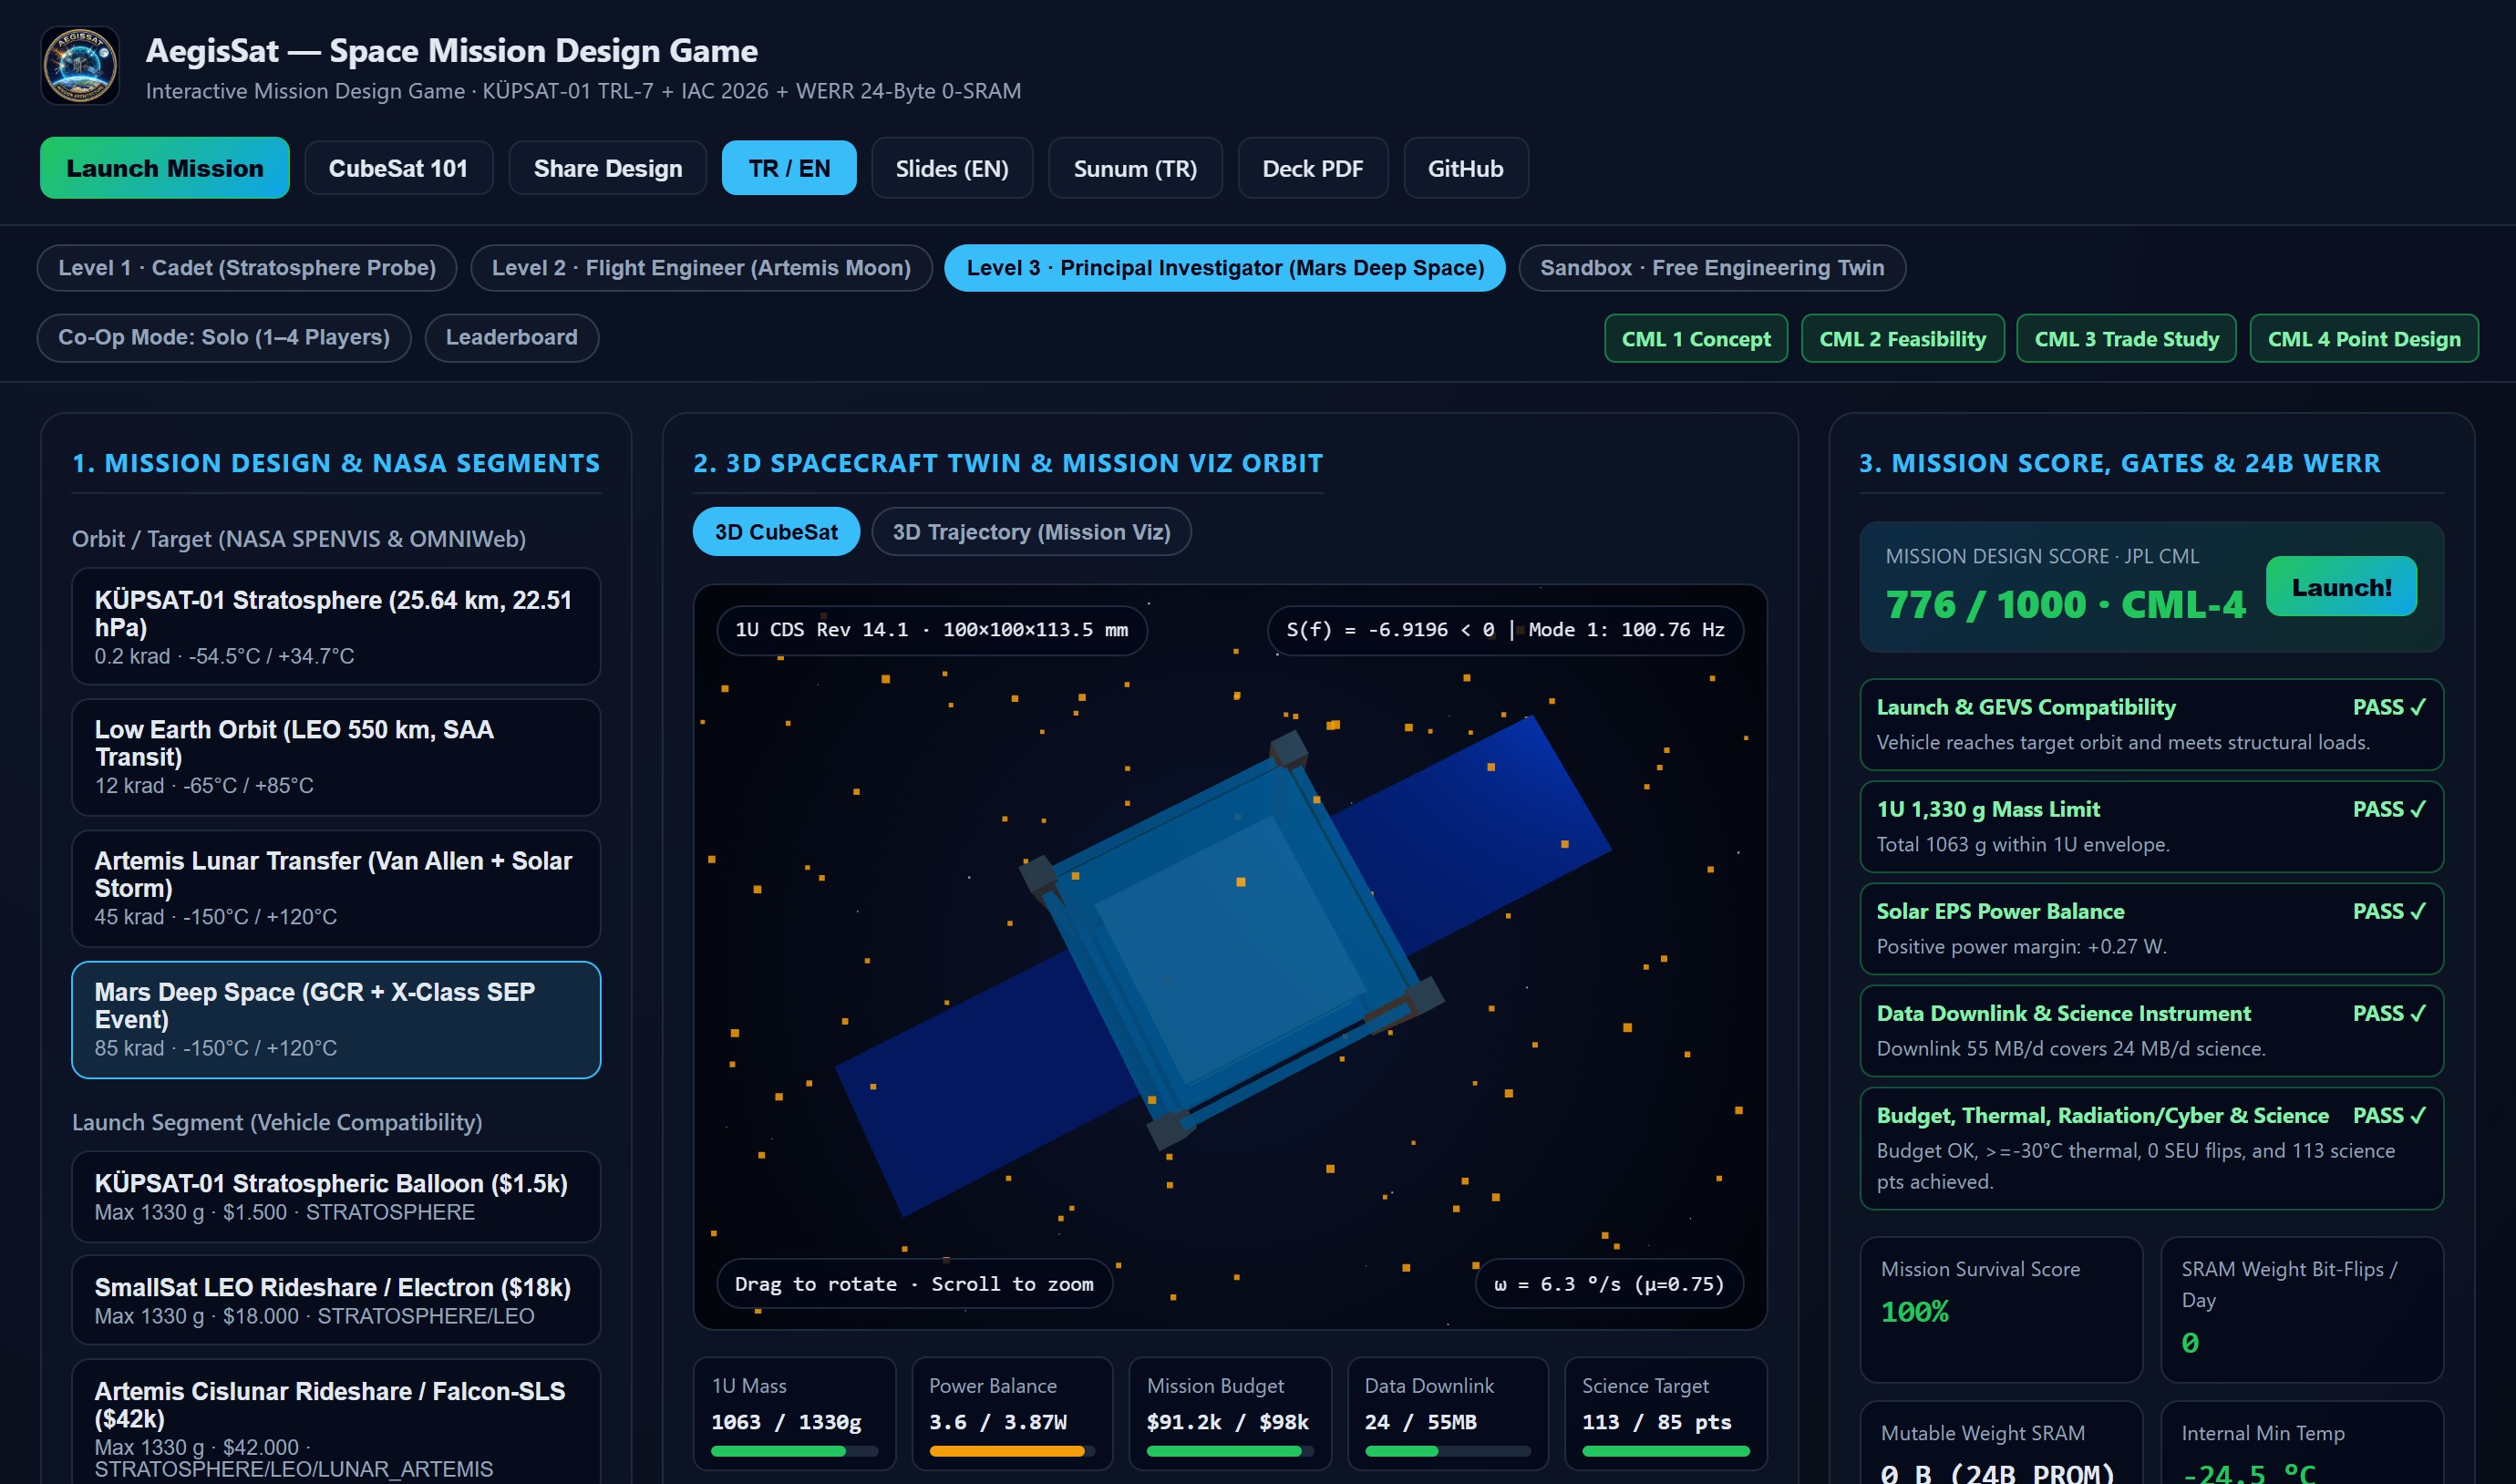 AegisSat — Space Mission Design Game
Interactive Mission Design Game · KÜPSAT-01 TRL-7 + IAC 2026 + WERR 24-Byte 0-SRAM
Launch Mission
CubeSat 101
Share Design
TR / EN
Slides (EN)
Sunum (TR)
Deck PDF
GitHub
Level 1 · Cadet (Stratosphere Probe)
Level 2 · Flight Engineer (Artemis Moon)
Level 3 · Principal Investigator (Mars Deep Space)
Sandbox · Free Engineering Twin
Co-Op Mode: Solo (1–4 Players)
Leaderboard
CML 1 Concept
CML 2 Feasibility
CML 3 Trade Study
CML 4 Point Design
1. MISSION DESIGN & NASA SEGMENTS
Orbit / Target (NASA SPENVIS & OMNIWeb)
KÜPSAT-01 Stratosphere (25.64 km, 22.51
hPa)
0.2 krad · -54.5°C / +34.7°C
Low Earth Orbit (LEO 550 km, SAA
Transit)
12 krad · -65°C / +85°C
Artemis Lunar Transfer (Van Allen + Solar
Storm)
45 krad · -150°C / +120°C
Mars Deep Space (GCR + X-Class SEP
Event)
85 krad · -150°C / +120°C
Launch Segment (Vehicle Compatibility)
KÜPSAT-01 Stratospheric Balloon ($1.5k)
Max 1330 g · $1.500 · STRATOSPHERE
SmallSat LEO Rideshare / Electron ($18k)
Max 1330 g · $18.000 · STRATOSPHERE/LEO
Artemis Cislunar Rideshare / Falcon-SLS
($42k)
Max 1330 g · $42.000 ·
STRATOSPHERE/LEO/LUNAR_ARTEMIS
2. 3D SPACECRAFT TWIN & MISSION VIZ ORBIT
3D CubeSat
3D Trajectory (Mission Viz)
1U CDS Rev 14.1 · 100×100×113.5 mm
S(f) = -6.9196 < 0 | Mode 1: 100.76 Hz
Drag to rotate · Scroll to zoom
ω = 6.3 °/s (μ=0.75)
1U Mass
1063 / 1330g
Power Balance
3.6 / 3.87W
Mission Budget
$91.2k / $98k
Data Downlink
24 / 55MB
Science Target
113 / 85 pts
3. MISSION SCORE, GATES & 24B WERR
MISSION DESIGN SCORE · JPL CML
776 / 1000 · CML-4
Launch!
Launch & GEVS Compatibility PASS ✓
Vehicle reaches target orbit and meets structural loads.
1U 1,330 g Mass Limit PASS ✓
Total 1063 g within 1U envelope.
Solar EPS Power Balance PASS ✓
Positive power margin: +0.27 W.
Data Downlink & Science Instrument PASS ✓
Downlink 55 MB/d covers 24 MB/d science.
Budget, Thermal, Radiation/Cyber & Science PASS ✓
Budget OK, >=-30°C thermal, 0 SEU flips, and 113 science
pts achieved.
Mission Survival Score
100%
SRAM Weight Bit-Flips /
Day
0
Mutable Weight SRAM
0 B (24B PROM)
Internal Min Temp
-24.5 °C